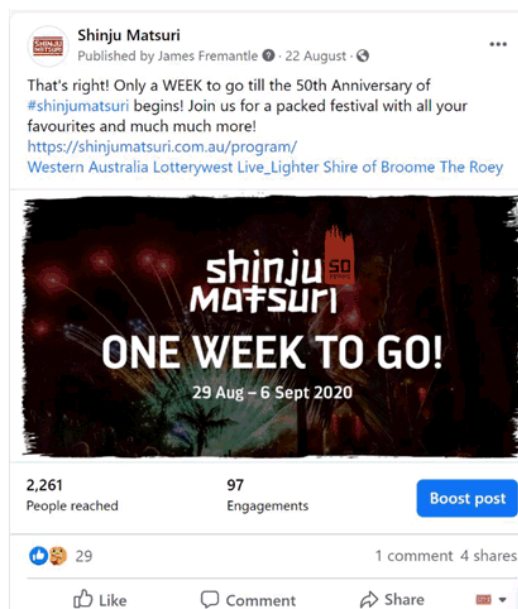 Shinju Matsuri
Published by James Fremantle · 22 August ·
That's right! Only a WEEK to go till the 50th Anniversary of
#shinjumatsuri begins! Join us for a packed festival with all your
favourites and much much more!
https://shinjumatsuri.com.au/program/
Western Australia Lotterywest Live_Lighter Shire of Broome The Roey
shinju 50
matsuri
ONE WEEK TO GO!
29 Aug – 6 Sept 2020
2,261 97
People reached Engagements Boost post
29 1 comment 4 shares
Like Comment Share